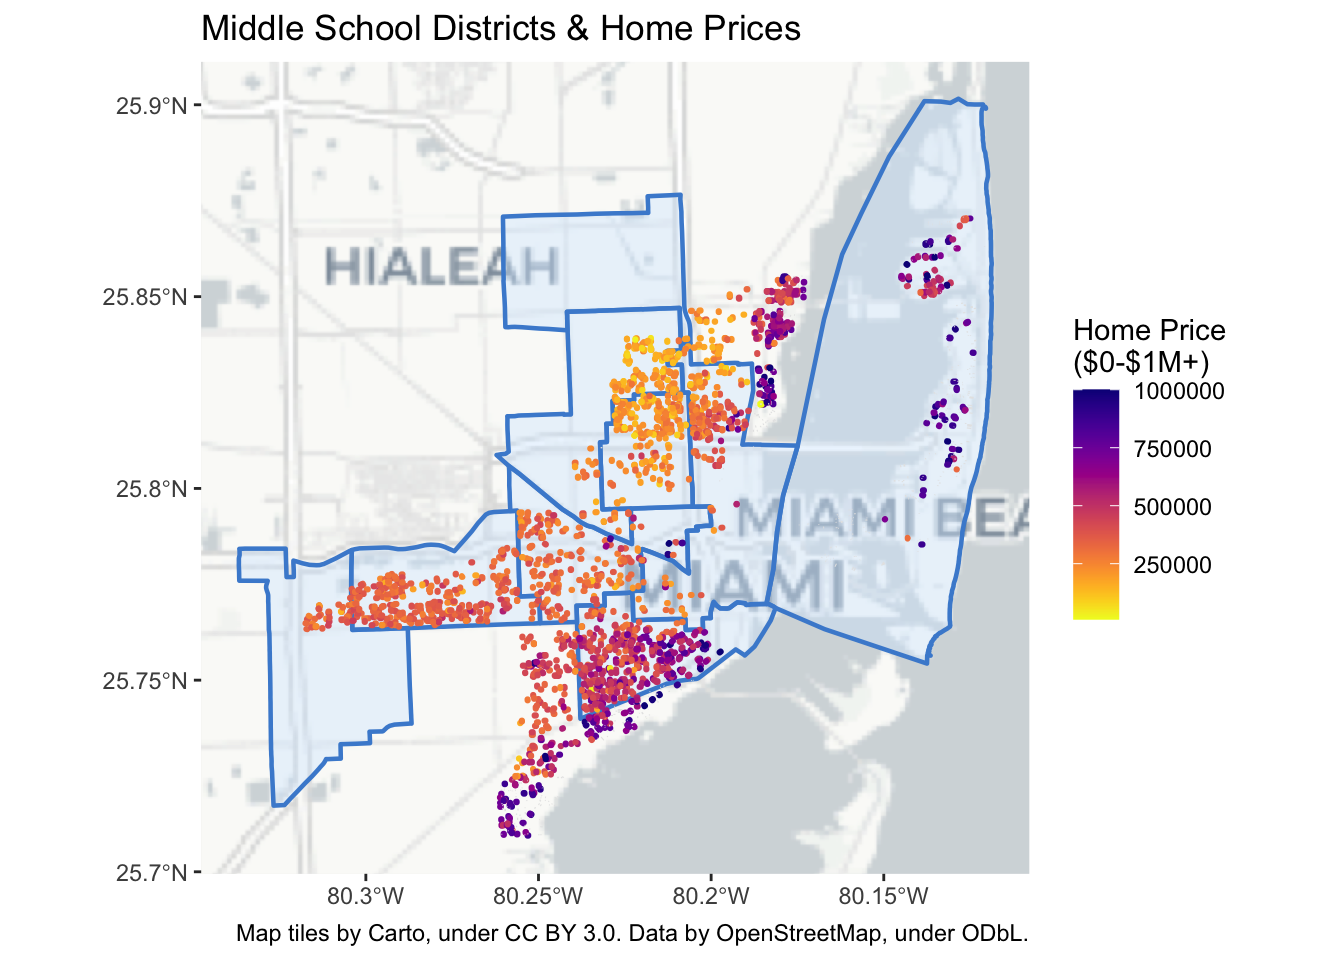 Middle School Districts & Home Prices
25.9°N
25.85°N
25.8°N
25.75°N
25.7°N
HIALEAH
MIAMI BEA
MIAMI
80.3°W
80.25°W
80.2°W
80.15°W
Home Price
($0-$1M+)
1000000
750000
500000
250000
Map tiles by Carto, under CC BY 3.0. Data by OpenStreetMap, under ODbL.